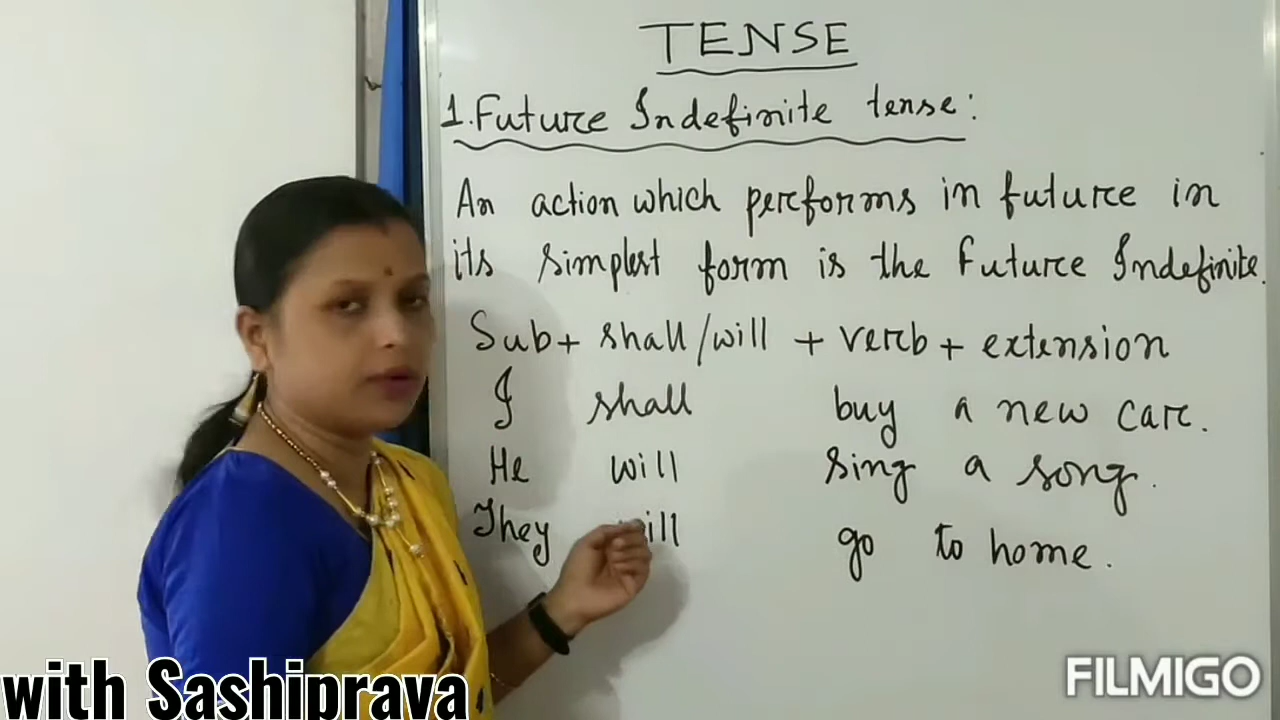 TENSE
1. Future Indefinite tense:
An action which performs in future in
its simplest form is the Future Indefinite.
Sub + shall/will + verb + extension
I shall buy a new car.
He will sing a song.
They will go to home.
with Sashiprava
FILMIGO